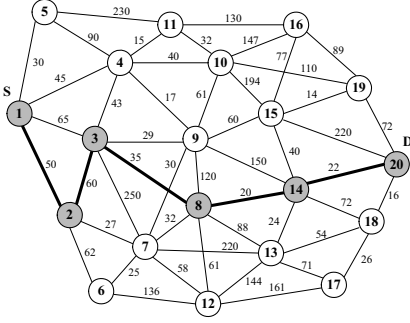 5 230 11 130 16
90 15 32 147 89
30 4 40 10 77 110
45 194 19
S 61 14
1 43 17 15 72
65 3 29 9 60 220 D
50 35 30 150 40 22 20
60 120 20 14 16
2 250 8 72
27 32 88 24 18
62 7 220 13 54
25 58 61 71 26
6 136 144 161 17
12